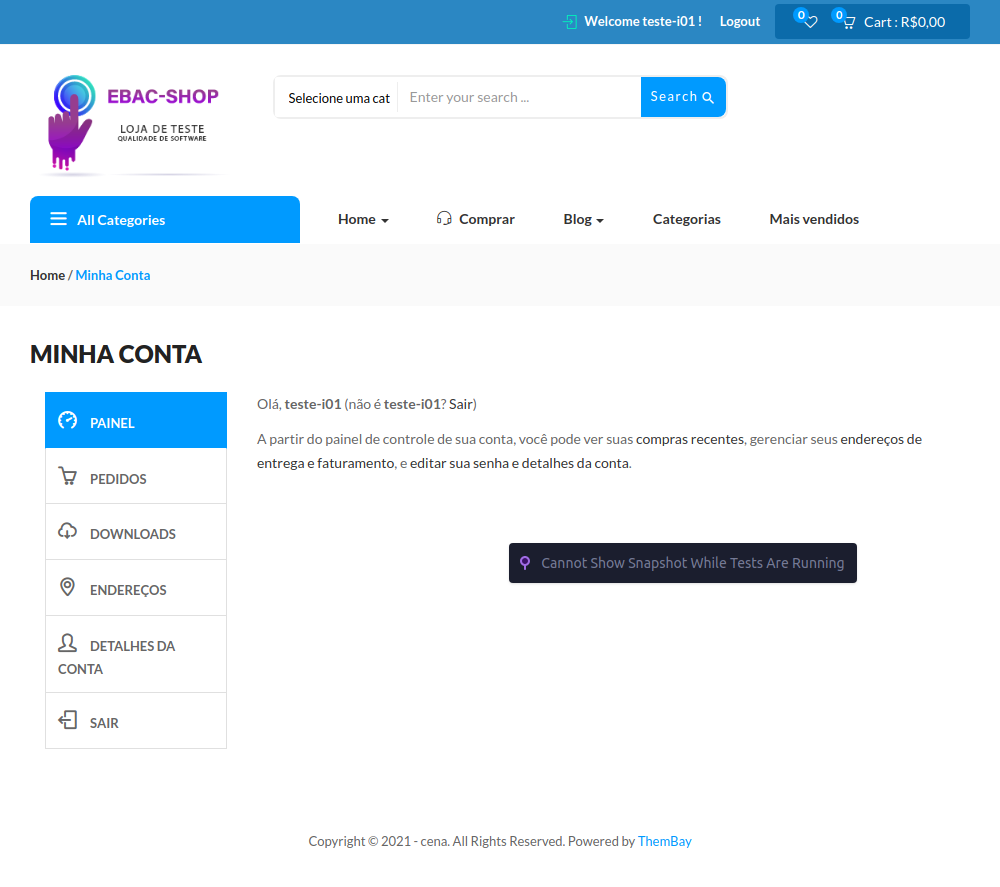 Welcome teste-i01 ! Logout 0 0 Cart : R$0,00
EBAC-SHOP
LOJA DE TESTE
QUALIDADE DE SOFTWARE
Selecione uma cat Enter your search ... Search
All Categories Home Comprar Blog Categorias Mais vendidos
Home / Minha Conta
MINHA CONTA
PAINEL
PEDIDOS
DOWNLOADS
ENDEREÇOS
DETALHES DA
CONTA
SAIR
Olá, teste-i01 (não é teste-i01? Sair)
A partir do painel de controle de sua conta, você pode ver suas compras recentes, gerenciar seus endereços de
entrega e faturamento, e editar sua senha e detalhes da conta.
Cannot Show Snapshot While Tests Are Running
Copyright © 2021 - cena. All Rights Reserved. Powered by ThemBay